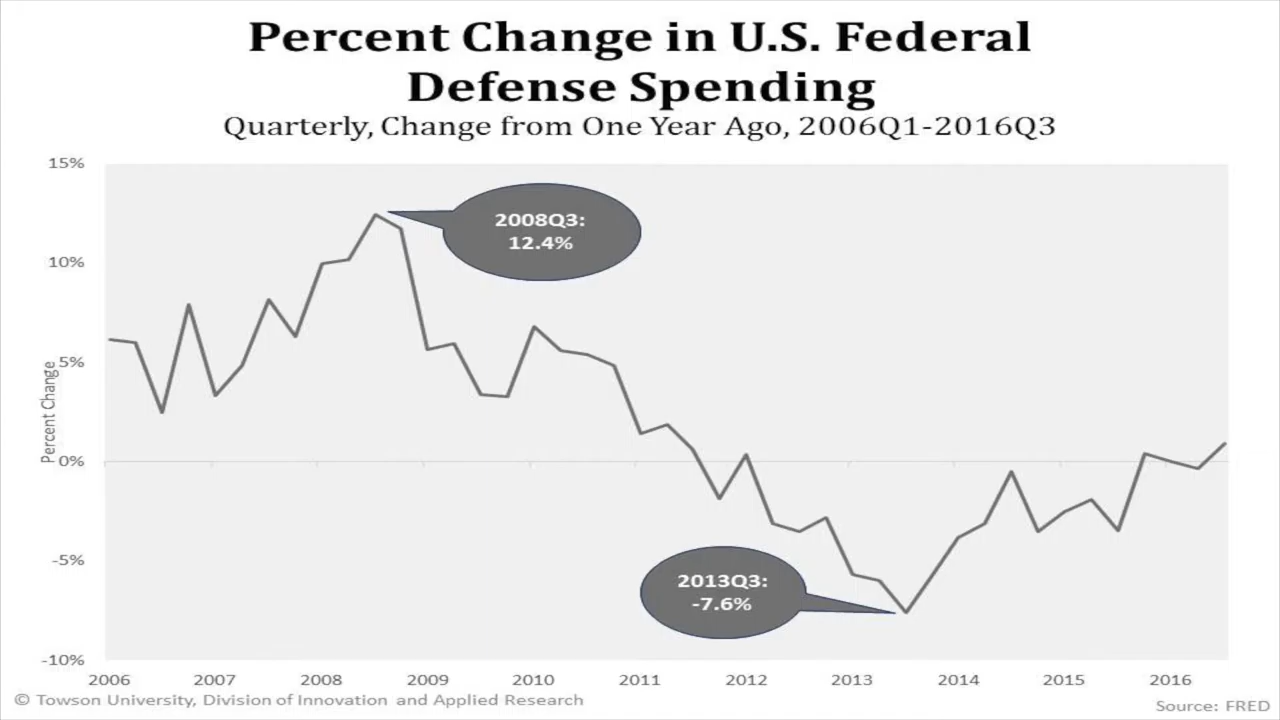 Percent Change in U.S. Federal
Defense Spending
Quarterly, Change from One Year Ago, 2006Q1-2016Q3
15%
10%
5%
0%
-5%
-10%
Percent Change
2008Q3:
12.4%
2013Q3:
-7.6%
2006 2007 2008 2009 2010 2011 2012 2013 2014 2015 2016
© Towson University, Division of Innovation and Applied Research
Source: FRED